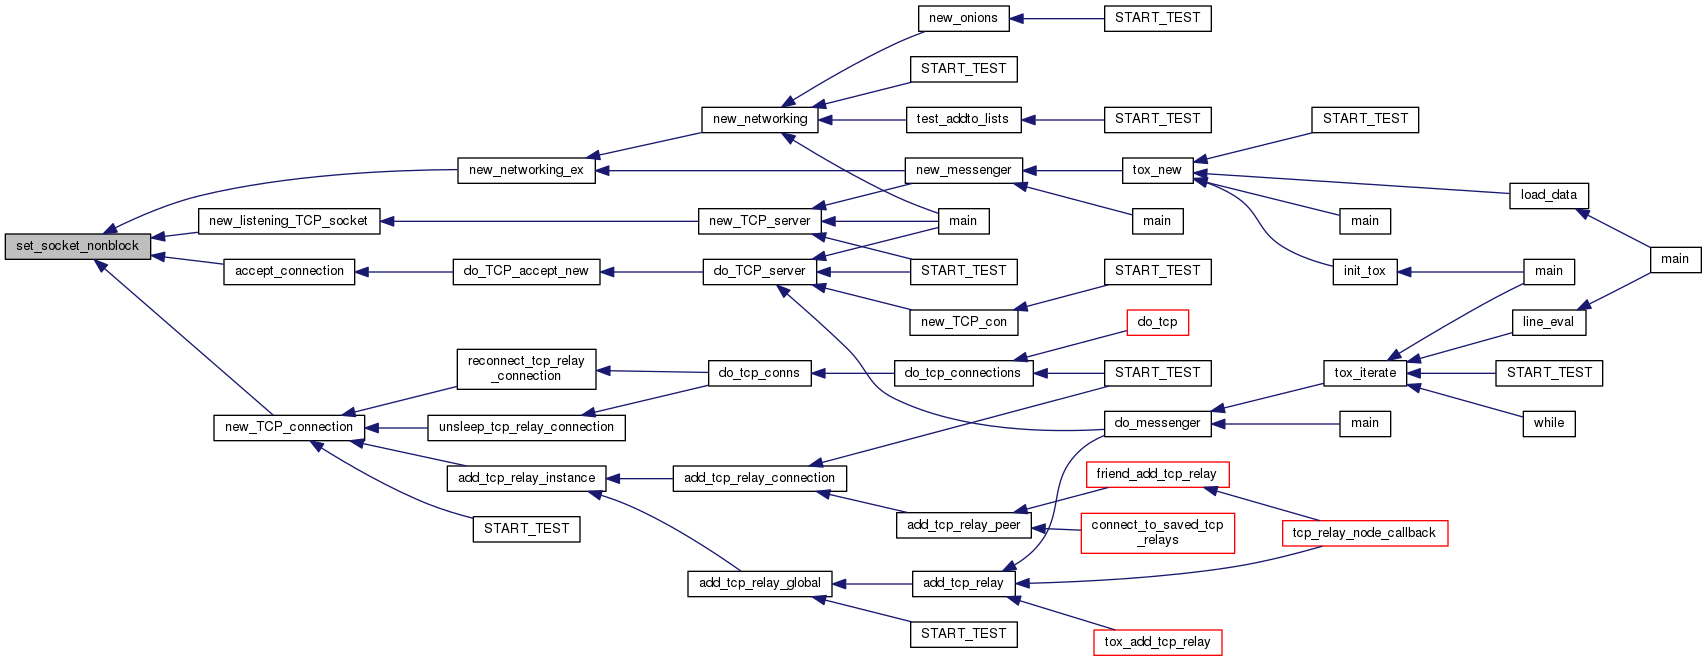 new_onions
START_TEST
START_TEST
new_networking
test_addto_lists
START_TEST
START_TEST
new_networking_ex
new_messenger
tox_new
load_data
new_listening_TCP_socket
new_TCP_server
main
main
main
set_socket_nonblock
accept_connection
do_TCP_accept_new
do_TCP_server
START_TEST
START_TEST
init_tox
main
main
new_TCP_con
do_tcp
line_eval
reconnect_tcp_relay
_connection
do_tcp_conns
do_tcp_connections
START_TEST
tox_iterate
START_TEST
new_TCP_connection
unsleep_tcp_relay_connection
do_messenger
main
while
add_tcp_relay_instance
add_tcp_relay_connection
friend_add_tcp_relay
START_TEST
add_tcp_relay_peer
connect_to_saved_tcp
_relays
tcp_relay_node_callback
add_tcp_relay_global
add_tcp_relay
START_TEST
tox_add_tcp_relay